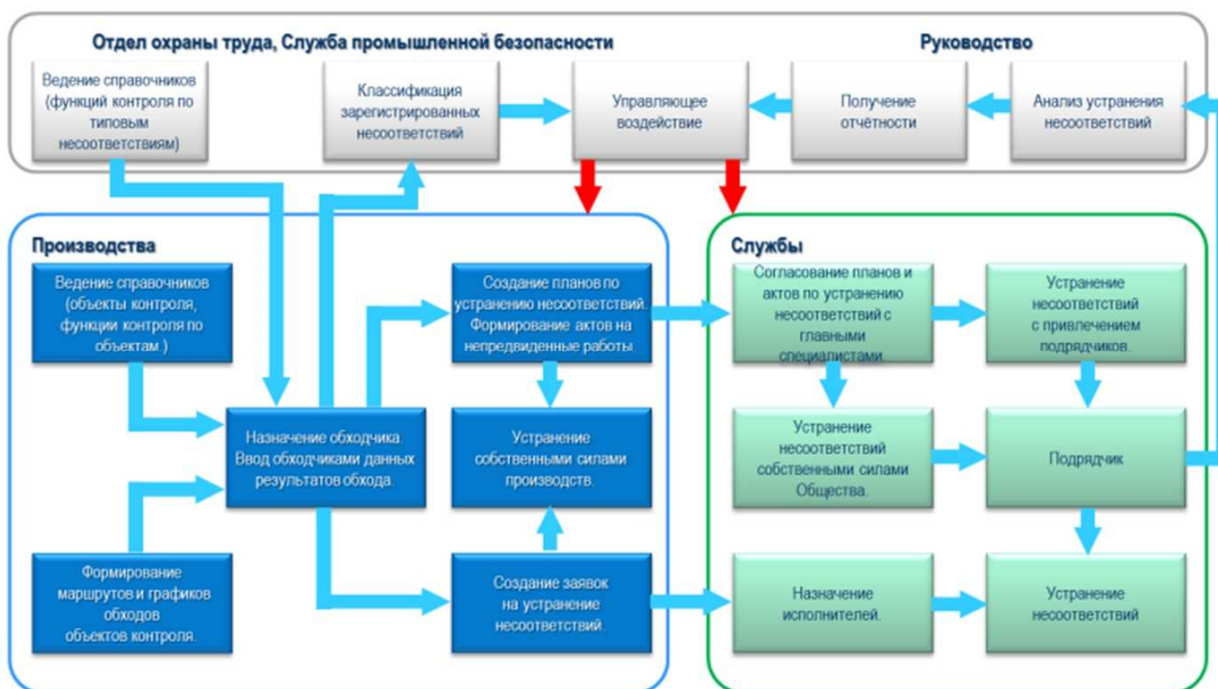 Отдел охраны труда, Служба промышленной безопасности
Руководство
Ведение справочников
(функций контроля по
типовым
несоответствиям)
Классификация
зарегистрированных
несоответствий
Управляющее
воздействие
Получение
отчётности
Анализ устранения
несоответствий
Производства
Ведение справочников
(объекты контроля,
функции контроля по
объектам.)
Создание планов по
устранению несоответствий.
Формирование актов на
непредвиденные работы.
Назначение обходчика.
Ввод обходчиками данных
результатов обхода.
Устранение
собственными силами
производств.
Формирование
маршрутов и графиков
обходов
объектов контроля.
Создание заявок
на устранение
несоответствий.
Службы
Согласование планов и
актов по устранению
несоответствий с
главными
специалистами.
Устранение
несоответствий
с привлечением
подрядчиков.
Устранение
несоответствий
собственными силами
Общества.
Подрядчик
Назначение
исполнителей.
Устранение
несоответствий